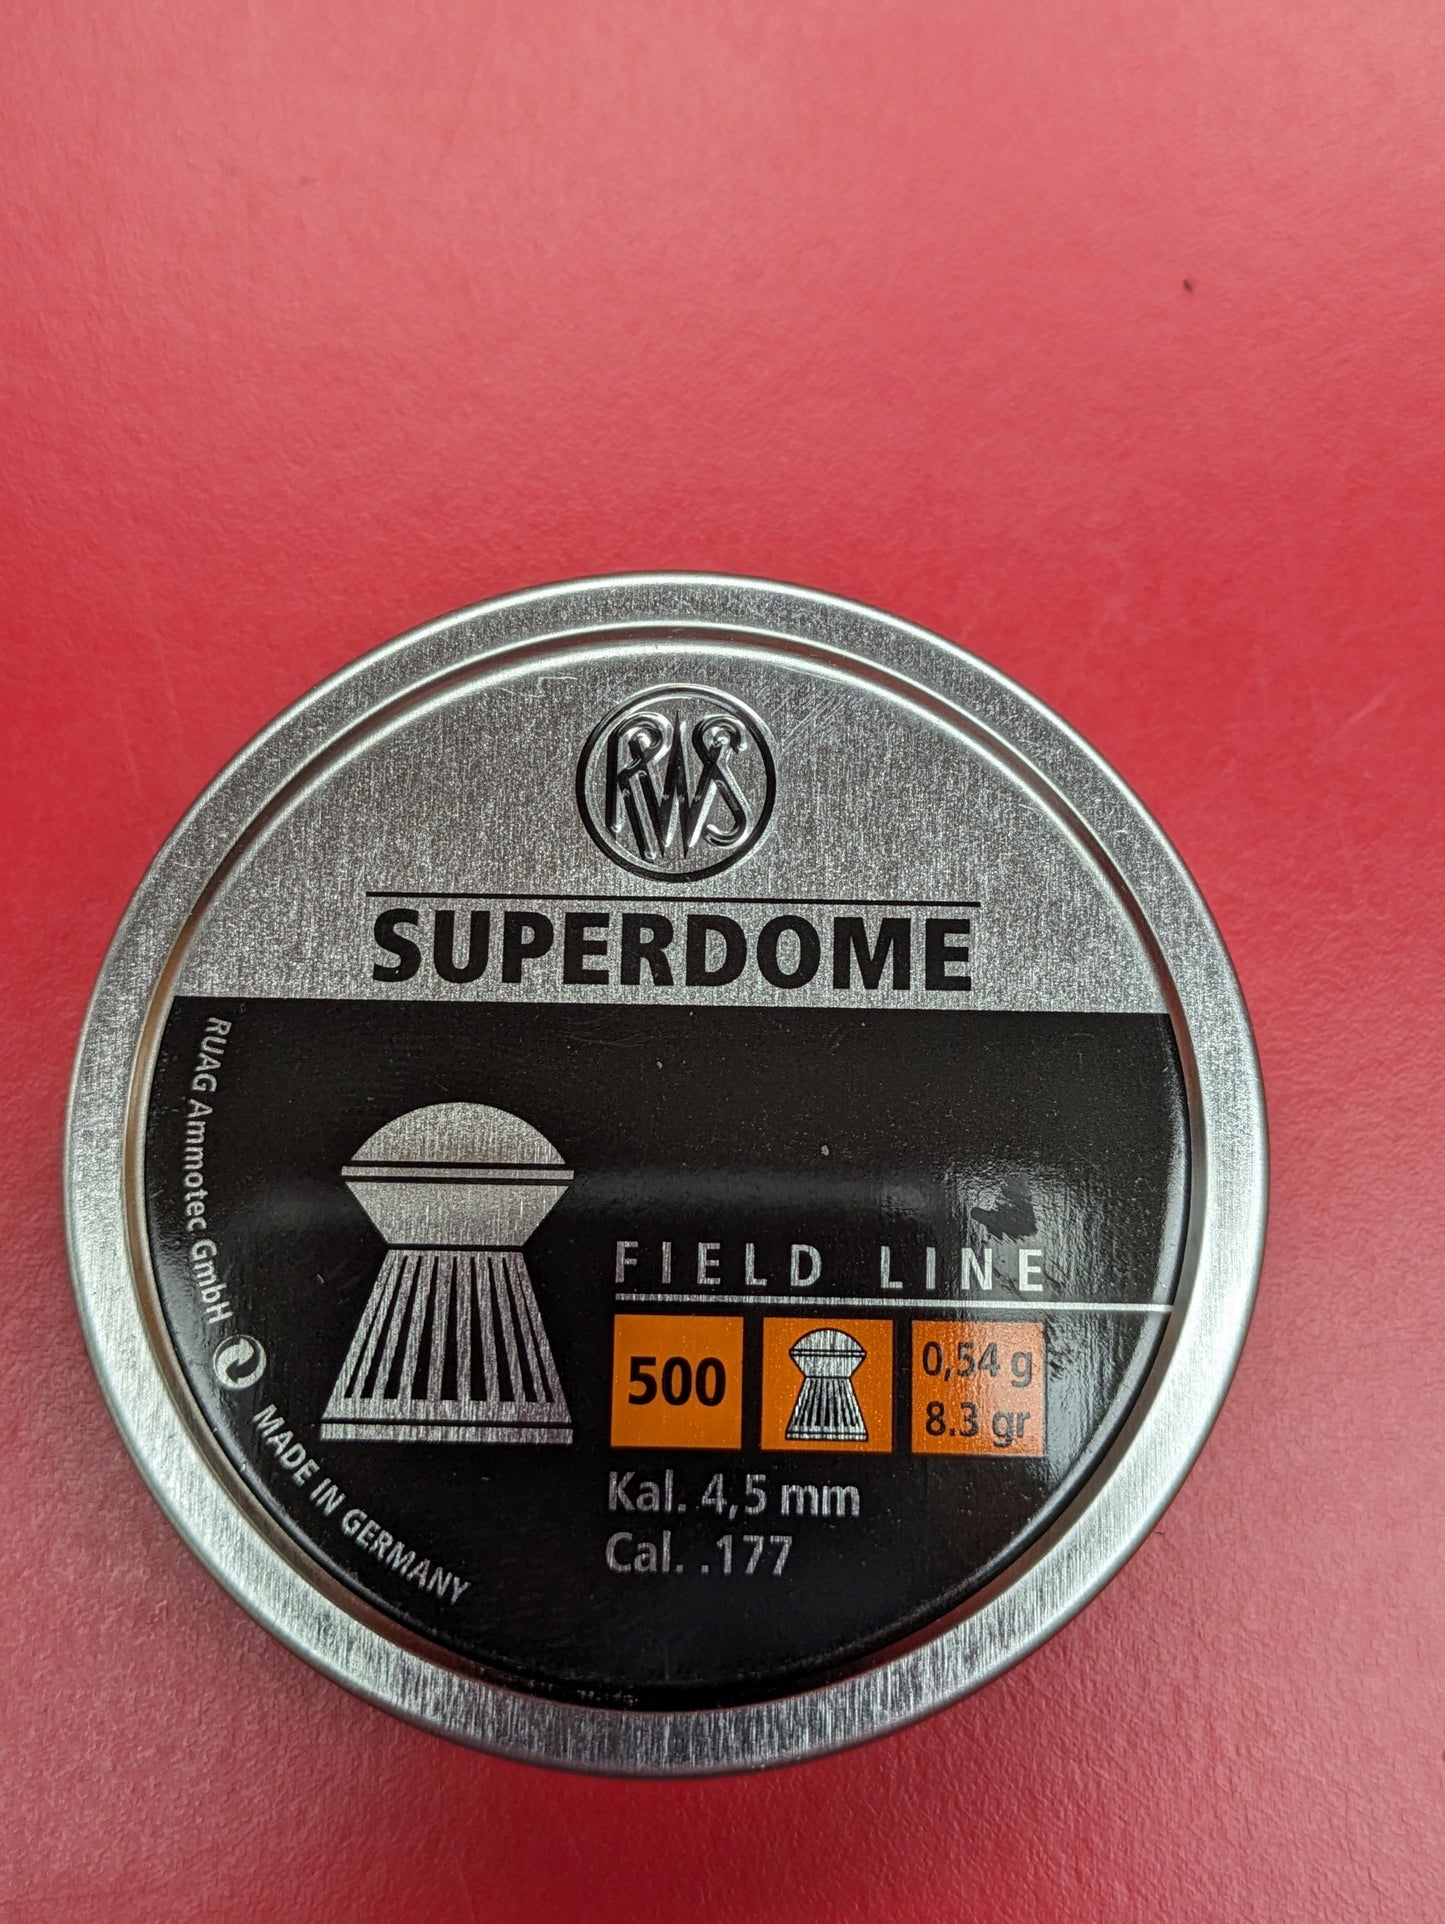 RWS
SUPERDOME
RUAG Ammotec GmbH
MADE IN GERMANY
FIELD LINE
500
0,54 g
8.3 gr
Kal. 4,5 mm
Cal. .177